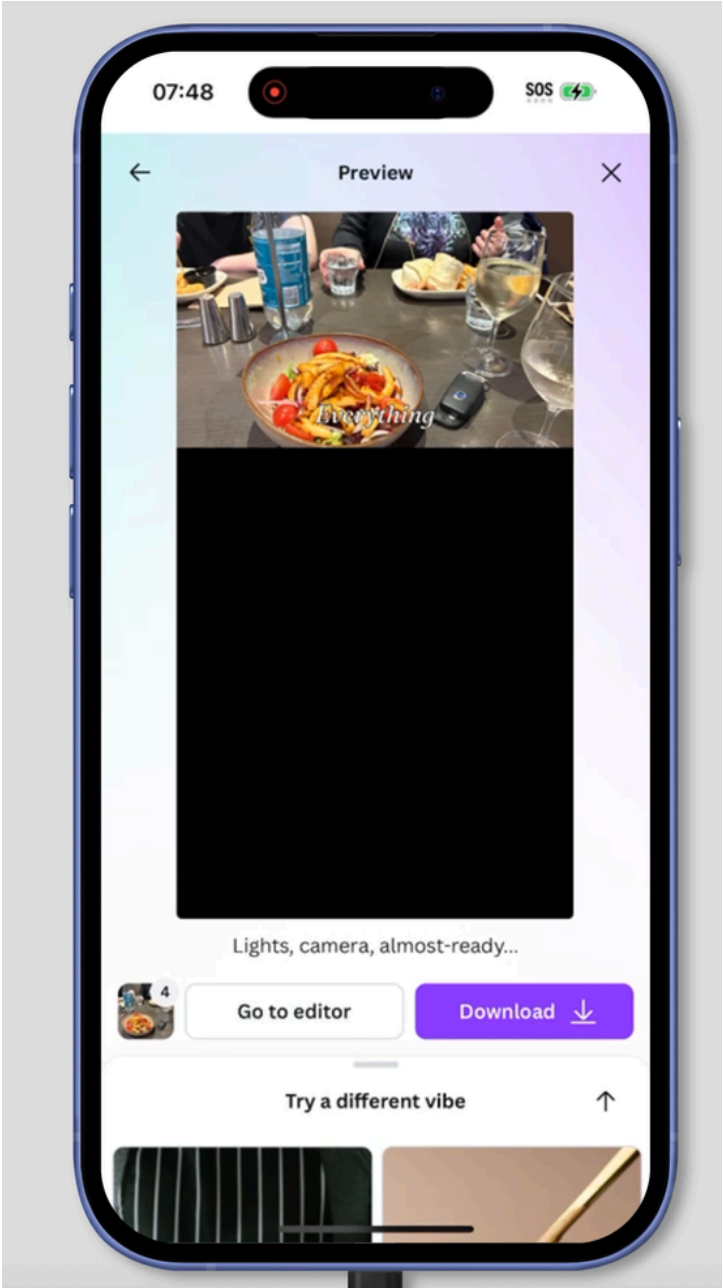 07:48
SOS
Preview
Everything
Lights, camera, almost-ready...
4
Go to editor
Download
Try a different vibe